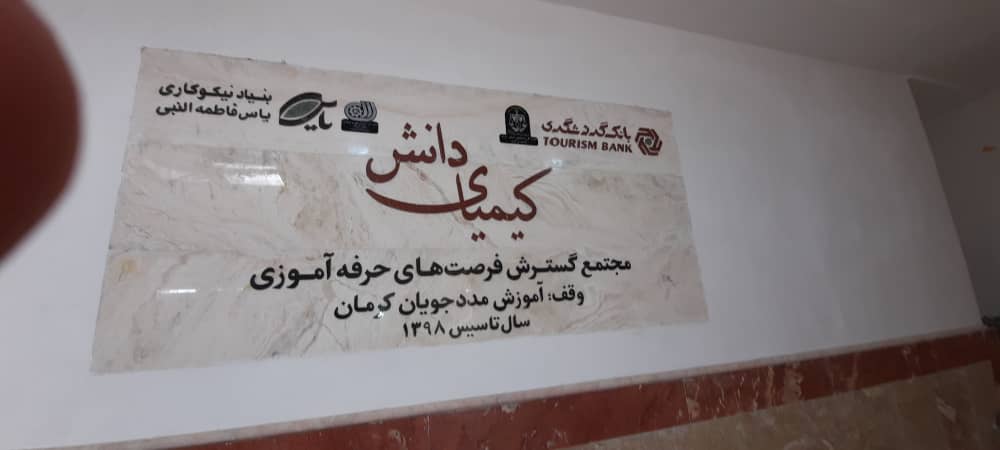 بانک گردشگری
TOURISM BANK
بنیاد نیکوکاری
یاس فاطمه النبی
کیمیای دانش
مجتمع گسترش فرصت‌های حرفه آموزی
وقف: آموزش مددجویان کرمان
سال تاسیس ۱۳۹۸